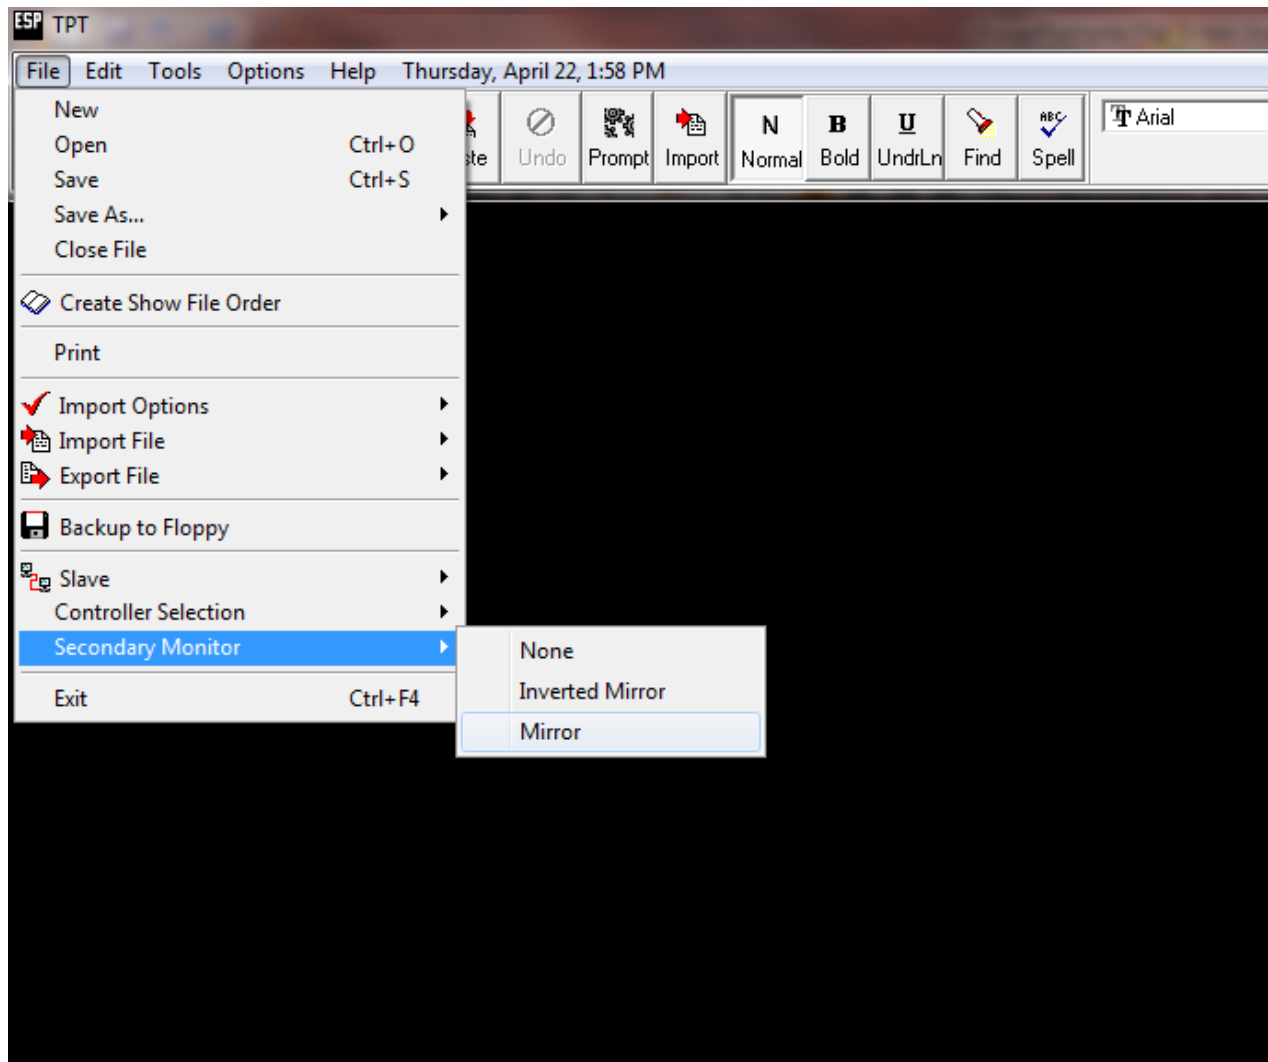 ESP TPT
File Edit Tools Options Help Thursday, April 22, 1:58 PM
New
Open Ctrl+O
Save Ctrl+S
Save As...
Close File
Create Show File Order
Print
Import Options
Import File
Export File
Backup to Floppy
Slave
Controller Selection
Secondary Monitor
Exit Ctrl+F4
None
Inverted Mirror
Mirror
ste Undo Prompt Import N Normal B Bold U UndrLn Find ABC Spell Arial